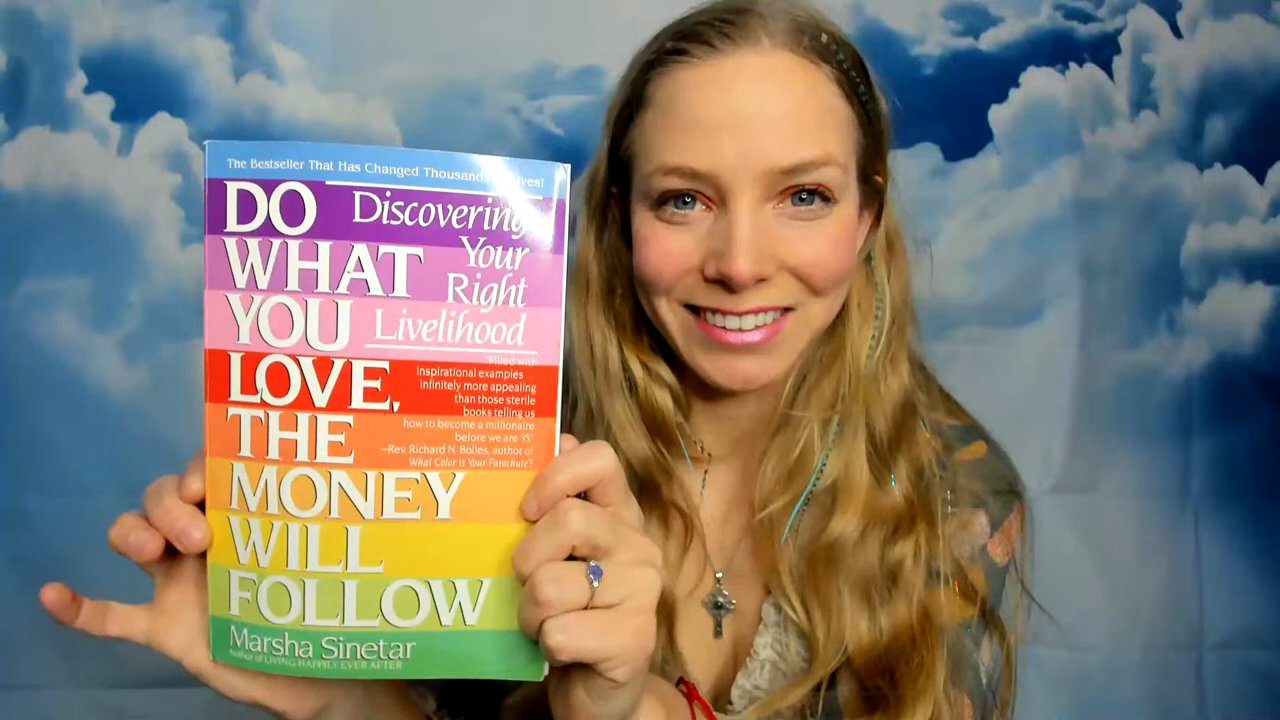 The Bestseller That Has Changed Thousands Lives!
DO
WHAT
YOU
LOVE,
THE
MONEY
WILL
FOLLOW
Discovering
Your
Right
Livelihood
"Filled with
inspirational examples...
infinitely more appealing
than those sterile
books telling us
how to become a millionaire
before we are 35"
—Rev. Richard N. Bolles, author of
What Color Is Your Parachute?
Marsha Sinetar
Author of LIVING HAPPILY EVER AFTER